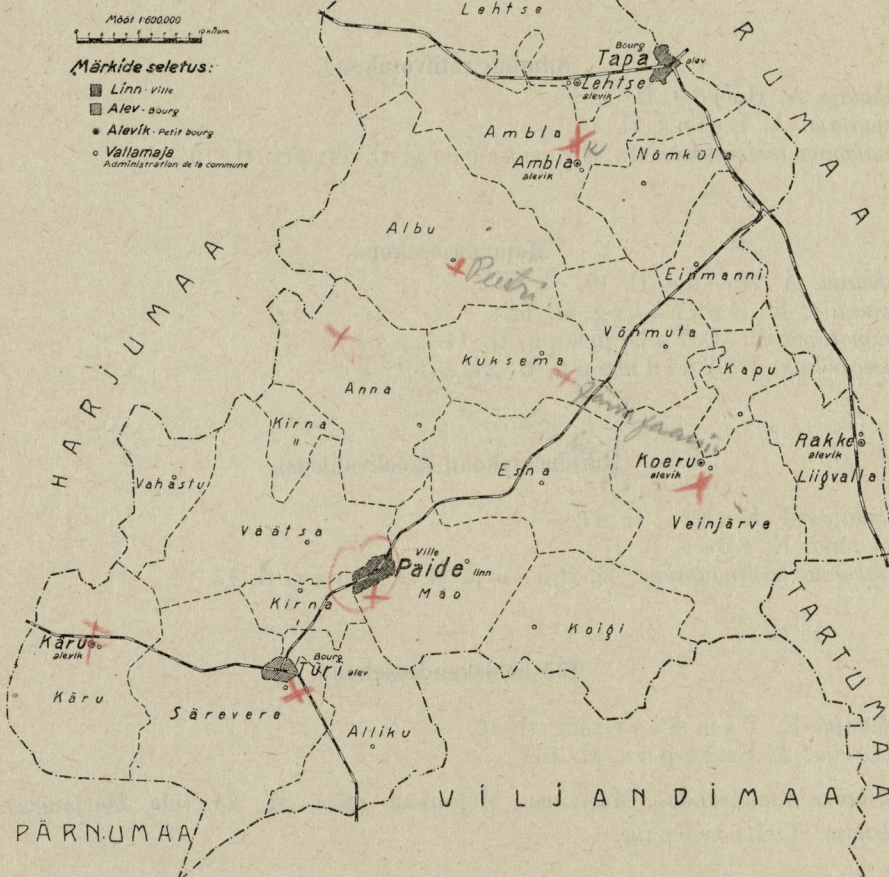 Mõõt 1:600,000
0 10 Kilom.
Märkide seletus:
Linn - Ville
Alev - Bourg
Alevik - Petit bourg
Vallamaja
Administration de la commune
Lehtse
R U M A A
Bourg
Tapa alev
Lehtse
alevik
Ambla
K
Ambla
alevik
Nõmküla
Albu
Peetri
HARJUMAA
Einmanni
Võhmuta
Kuksema
Kapu
Anna
Kirna
II
Rakke
alevik
Koeru
alevik
Liigvalla
Esna
Vahastu
Veinjärve
Väätsa
Ville
Paide linn
Mäo
Kirna
Koigi
TARTUMAA
Käru
alevik
Bourg
Türi alev
Käru
Särevere
Alliku
VILJANDIMAA
PÄRNUMAA